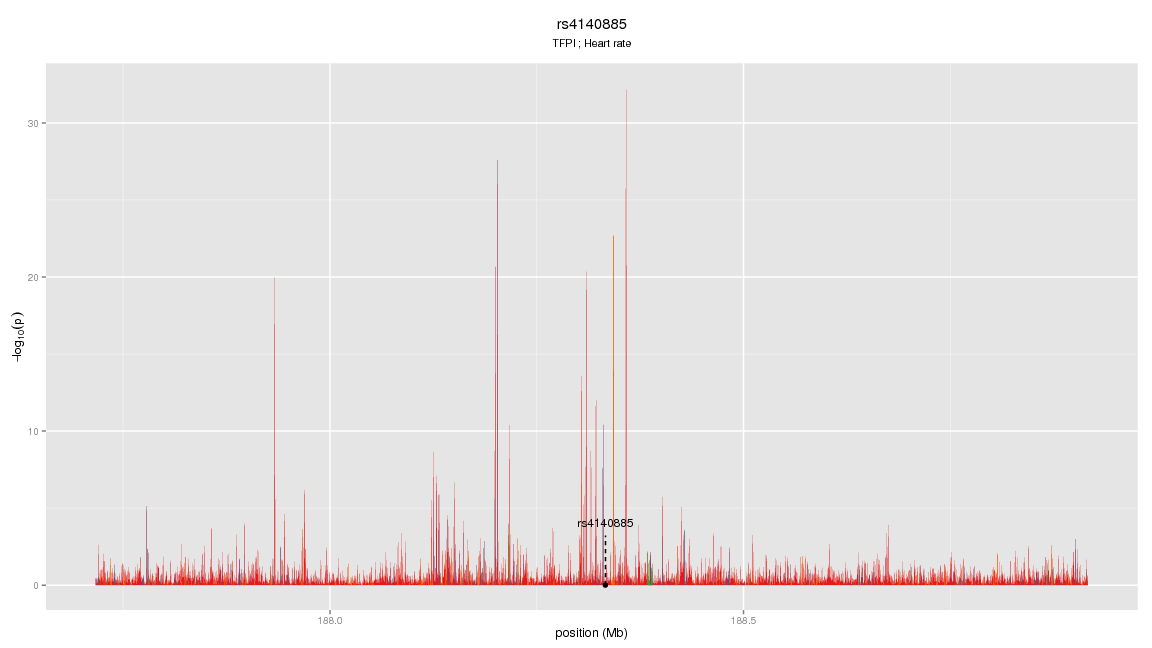 rs4140885
TFPI ; Heart rate
30
20
10
0
−log10(p)
rs4140885
188.0
188.5
position (Mb)